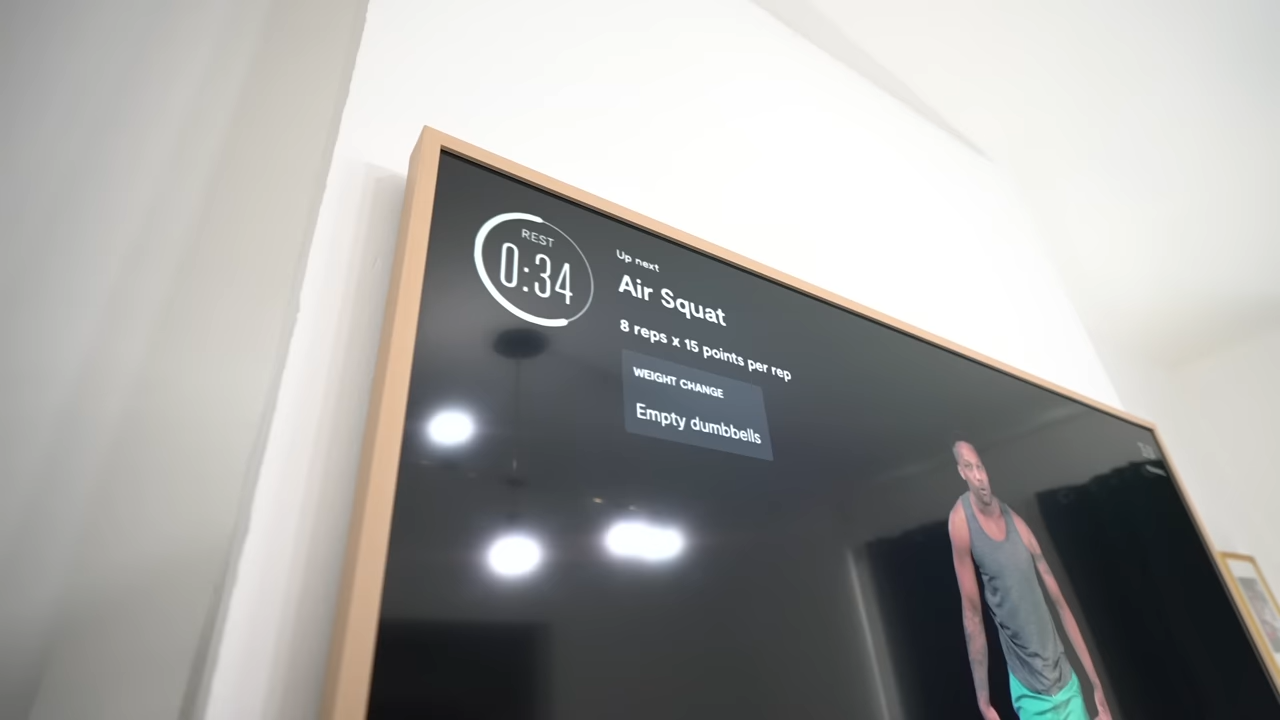 REST
0:34
Up next
Air Squat
8 reps x 15 points per rep
WEIGHT CHANGE
Empty dumbbells